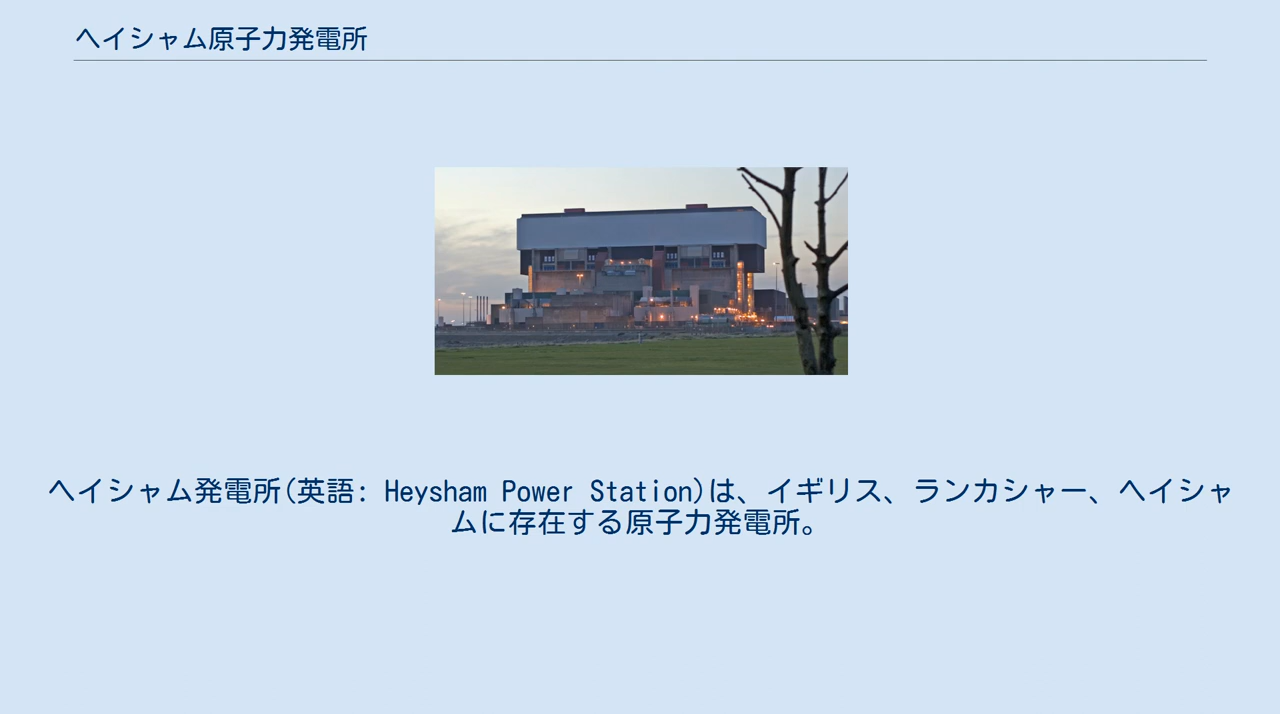 ヘイシャム原子力発電所
ヘイシャム発電所(英語: Heysham Power Station)は、イギリス、ランカシャー、ヘイシャ
ムに存在する原子力発電所。